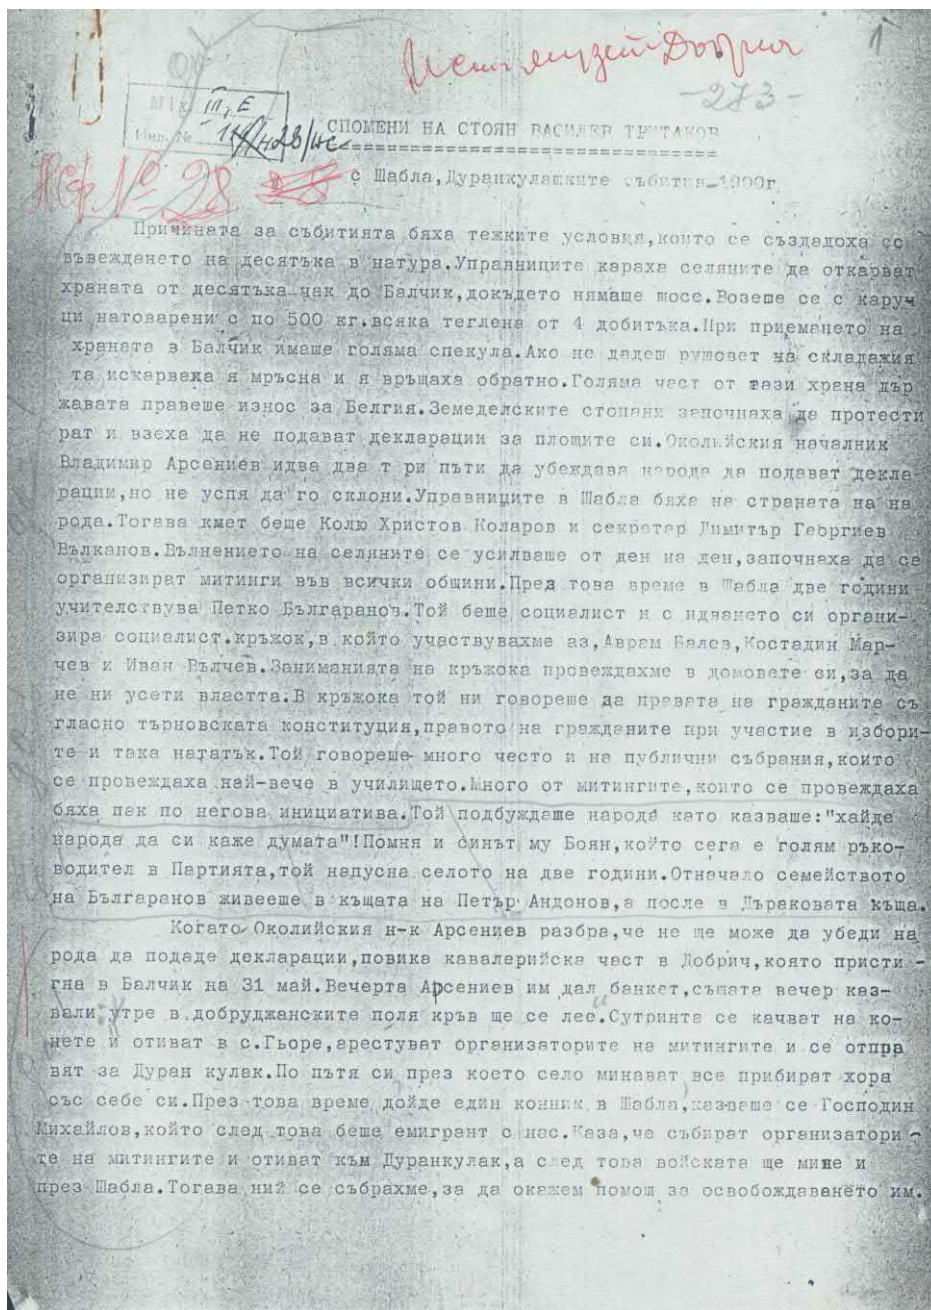 1
-273-
СПОМЕНИ НА СТОЯН ВАСИЛЕВ
================================
с Шабла, Дуранкулашките събития-1900г.
Причината за събитията бяха тежките условия,които се създадоха со
въвеждането на десятъка в натура.Управниците караха селяните да откарват
храната от десятъка чак до Балчик,докъдето нямаше шосе.Возеше се с каруч
ци натоварени с по 500 кг.всяка теглена от 4 добитъка.При приемането на
храната в Балчик имаше голяма спекула.Ако не дадеш рушовет на складажия
та искарваха я мръсна и я връщаха обратно.Голяма част от тази храна дър
жавата правеше износ за Белгия.Земеделските стопани започнаха да протести
рат и взеха да не подават декларации за площите си.Околийския началник
Владимир Арсениев идва два т ри пъти да убеждава народа да подават декла-
рации,но не успя да го склони.Управниците в Шабла бяха на страната на на
рода.Тогава кмет беще Колю Христов Коларов и секретар Димитър Георгиев
Вълканов.Вълнението на селяните се усилваше от ден на ден,започнаха да се
организират митинги във всички общини.Пред това време в Шабла две години
учителствува Петко Българанов.Той беше социалист и с идването си органи-
зира социалист.кръжок,в който участвувахме аз,Аврам Балев,Костадин Мар-
чев и Иван Вълчев.Заниманията на кръжока провеждахме в домовете си,за да
не ни усети властта.В кръжока той ни говореше да правата на гражданите съ
гласно търновската конституция,правото на гражданите при участие в избори-
те и така нататък.Той говореше много често и на публични събрания,които
се провеждаха най-вече в училището.Много от митингите,които се провеждаха
бяха пак по негова инициатива.Той подбуждаше народа като казваше:"хайде
народа да си каже думата"!Помня и синът му Боян,който сега е голям ръко-
водител в Партията,той надусна селото на две години.Отначало семейството
на Българанов живееше в къщата на Петър Андонов,а после в Дъраковата къща.
Когато Околийския н-к Арсениев разбра,че не ще може да убеди на
рода да подаде декларации,повика кавалерийска част в Добрич,която присти -
гна в Балчик на 31 май.Вечерта Арсениев им дал банкет,същата вечер каз-
вали утре в добруджанските поля кръв ще се лее.Сутринта се качват на ко-
нете и отиват в с.Гьоре,арестуват организаторите на митингите и се отпра
вят за Дуран кулак.По пътя си през което село минават все прибират хора
със себе си.През това време дойде един конник в Шабла,казваше се Господин
Михайлов,който след това беше емигрант с нас.Каза,че събират организатори -
те на митингите и отиват към Дуранкулак,а след това войската ще мине и
през Шабла.Тогава ний се събрахме,за да окажем помощ за освобождаването им.